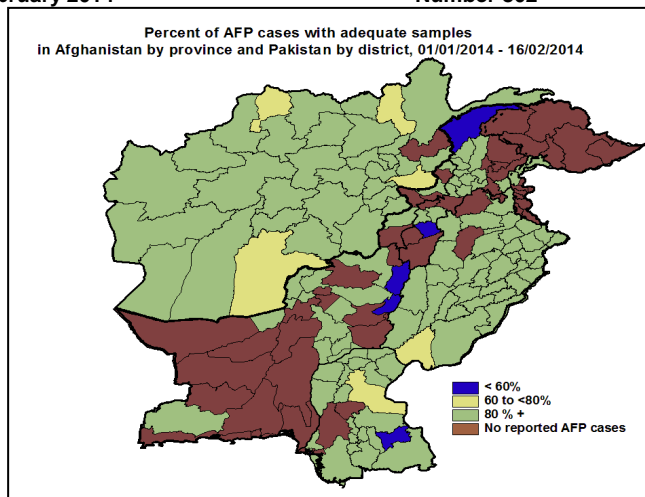 Number
Percent of AFP cases with adequate samples
in Afghanistan by province and Pakistan by district, 01/01/2014 - 16/02/2014
< 60%
60 to <80%
80 % +
No reported AFP cases